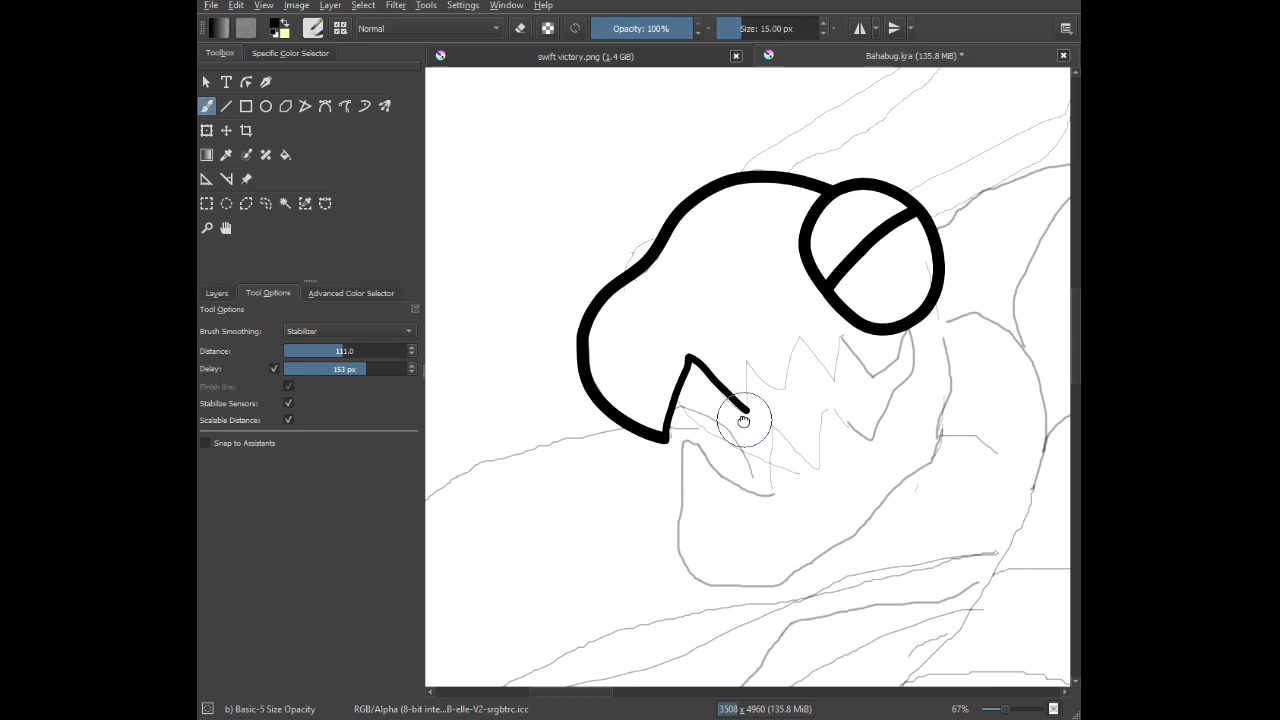 File Edit View Image Layer Select Filter Tools Settings Window Help
Normal Opacity: 100% Size: 15.00 px
Toolbox Specific Color Selector swift victory.png (1.4 GiB) Bahabug.kra (135.8 MiB) *
Layers Tool Options Advanced Color Selector
Tool Options
Brush Smoothing: Stabilizer
Distance: 111.0
Delay: 153 px
Finish line:
Stabilize Sensors:
Scalable Distance:
Snap to Assistants
b) Basic-5 Size Opacity RGB/Alpha (8-bit inte...B-elle-V2-srgbtrc.icc 3508 x 4960 (135.8 MiB) 67%